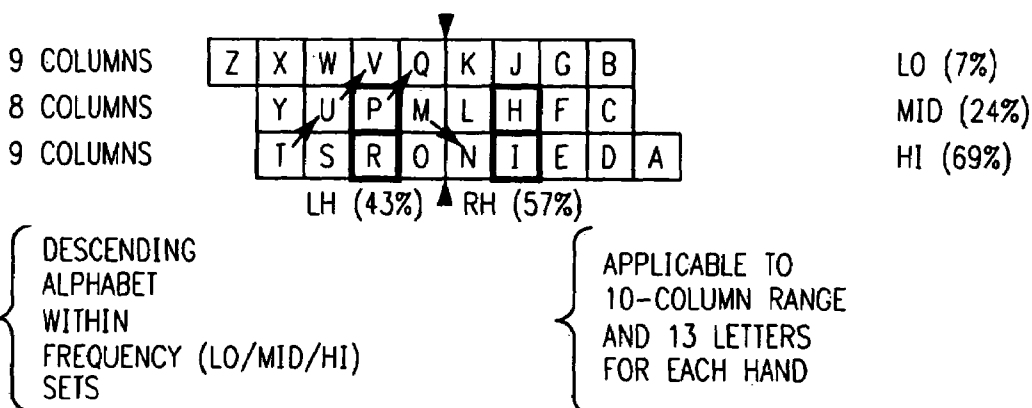 9 COLUMNS Z X W V Q K J G B LO (7%)
8 COLUMNS Y U P M L H F C MID (24%)
9 COLUMNS T S R O N I E D A HI (69%)
LH (43%) RH (57%)
DESCENDING
ALPHABET
WITHIN
FREQUENCY (LO/MID/HI)
SETS
APPLICABLE TO
10-COLUMN RANGE
AND 13 LETTERS
FOR EACH HAND